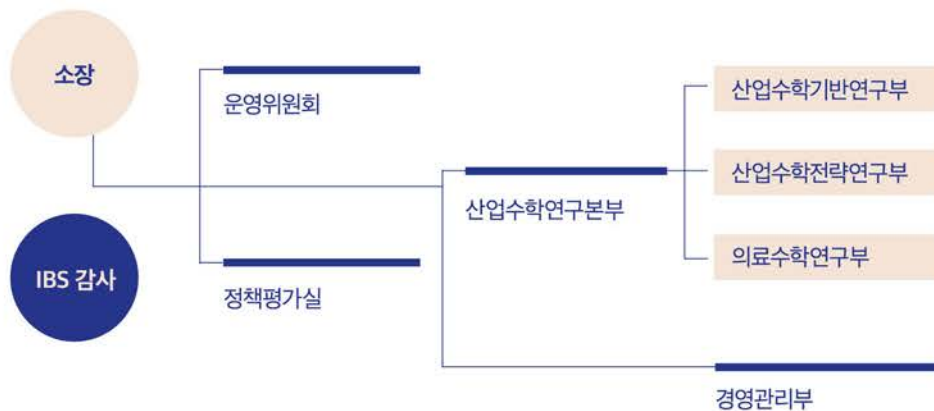 소장
운영위원회
산업수학기반연구부
산업수학전략연구부
산업수학연구본부
의료수학연구부
IBS 감사
정책평가실
경영관리부